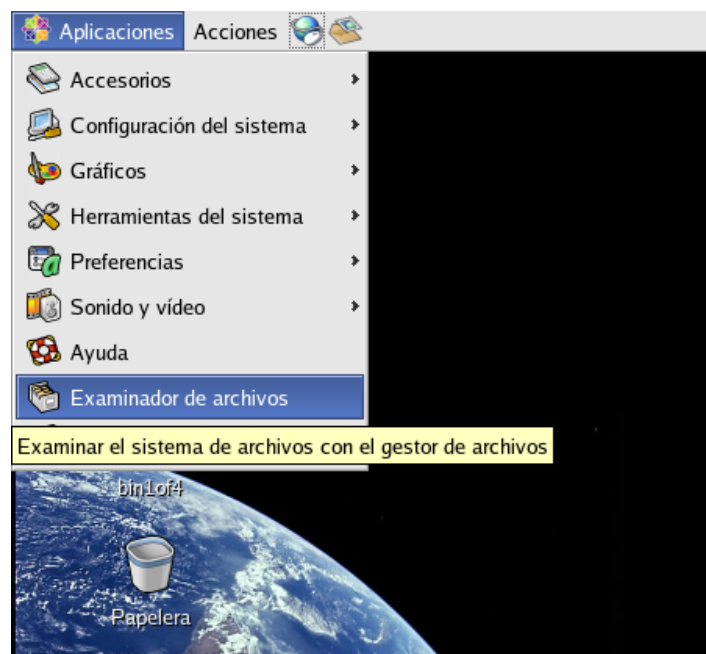 Aplicaciones Acciones
Accesorios
Configuración del sistema
Gráficos
Herramientas del sistema
Preferencias
Sonido y vídeo
Ayuda
Examinador de archivos
Examinar el sistema de archivos con el gestor de archivos
bin1of4
Papelera